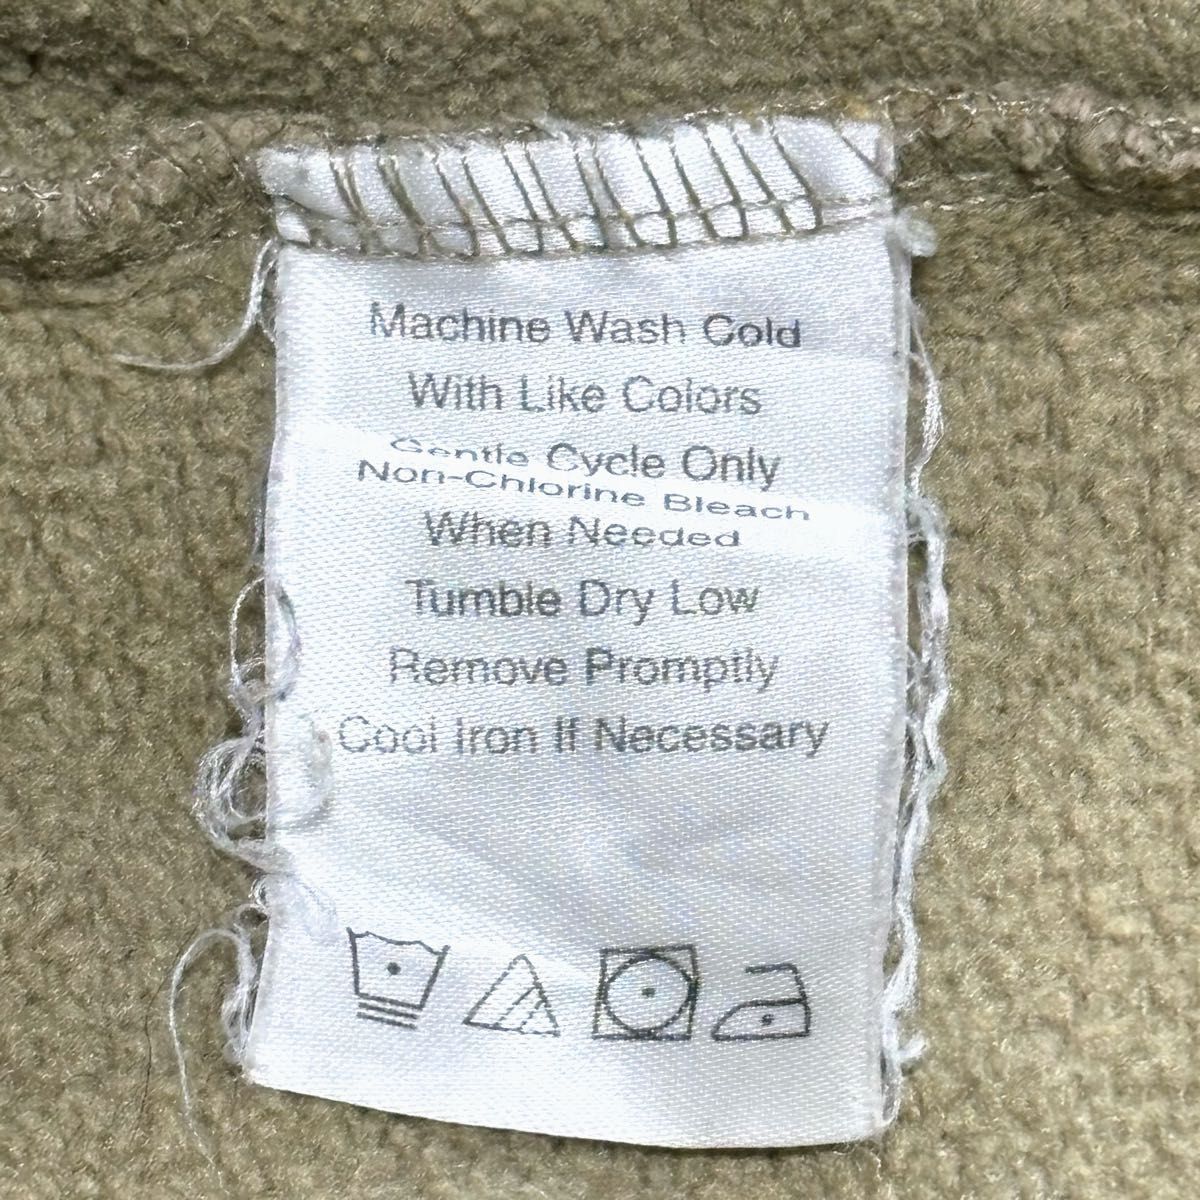 Machine Wash Cold
With Like Colors
Gentle Cycle Only
Non-Chlorine Bleach
When Needed
Tumble Dry Low
Remove Promptly
Cool Iron If Necessary